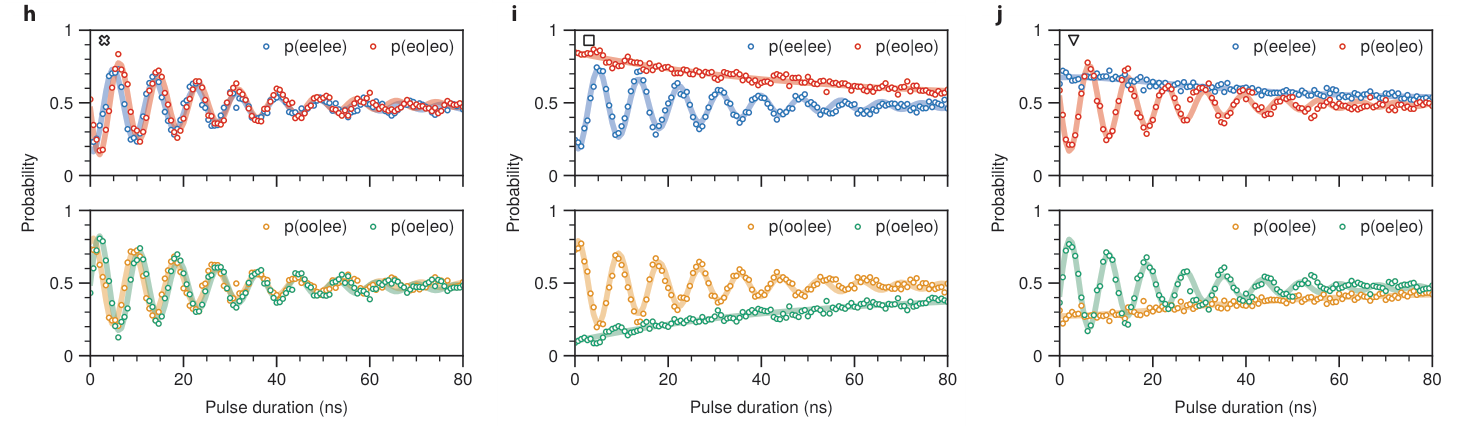 h
1
p(ee|ee) p(eo|eo)
0.5
0
Probability
1
p(oo|ee) p(oe|eo)
0.5
0
0 20 40 60 80
Pulse duration (ns)
i
1
p(ee|ee) p(eo|eo)
0.5
0
Probability
1
p(oo|ee) p(oe|eo)
0.5
0
0 20 40 60 80
Pulse duration (ns)
j
1
p(ee|ee) p(eo|eo)
0.5
0
Probability
1
p(oo|ee) p(oe|eo)
0.5
0
0 20 40 60 80
Pulse duration (ns)